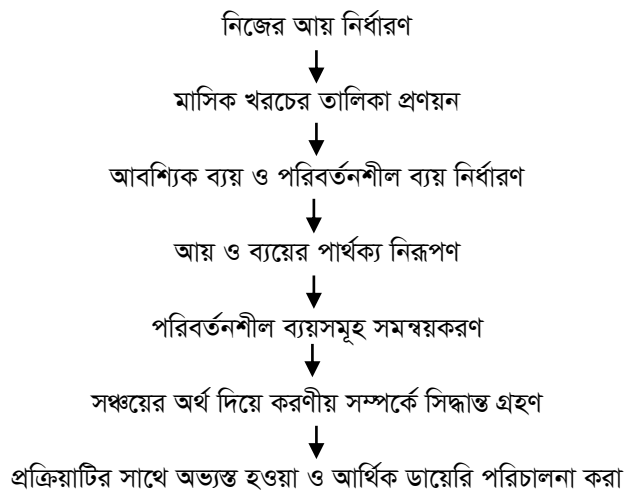 নিজের আয় নির্ধারণ
মাসিক খরচের তালিকা প্রণয়ন
আবশ্যিক ব্যয় ও পরিবর্তনশীল ব্যয় নির্ধারণ
আয় ও ব্যয়ের পার্থক্য নিরূপণ
পরিবর্তনশীল ব্যয়সমূহ সমন্বয়করণ
সঞ্চয়ের অর্থ দিয়ে করণীয় সম্পর্কে সিদ্ধান্ত গ্রহণ
প্রক্রিয়াটির সাথে অভ্যস্ত হওয়া ও আর্থিক ডায়েরি পরিচালনা করা